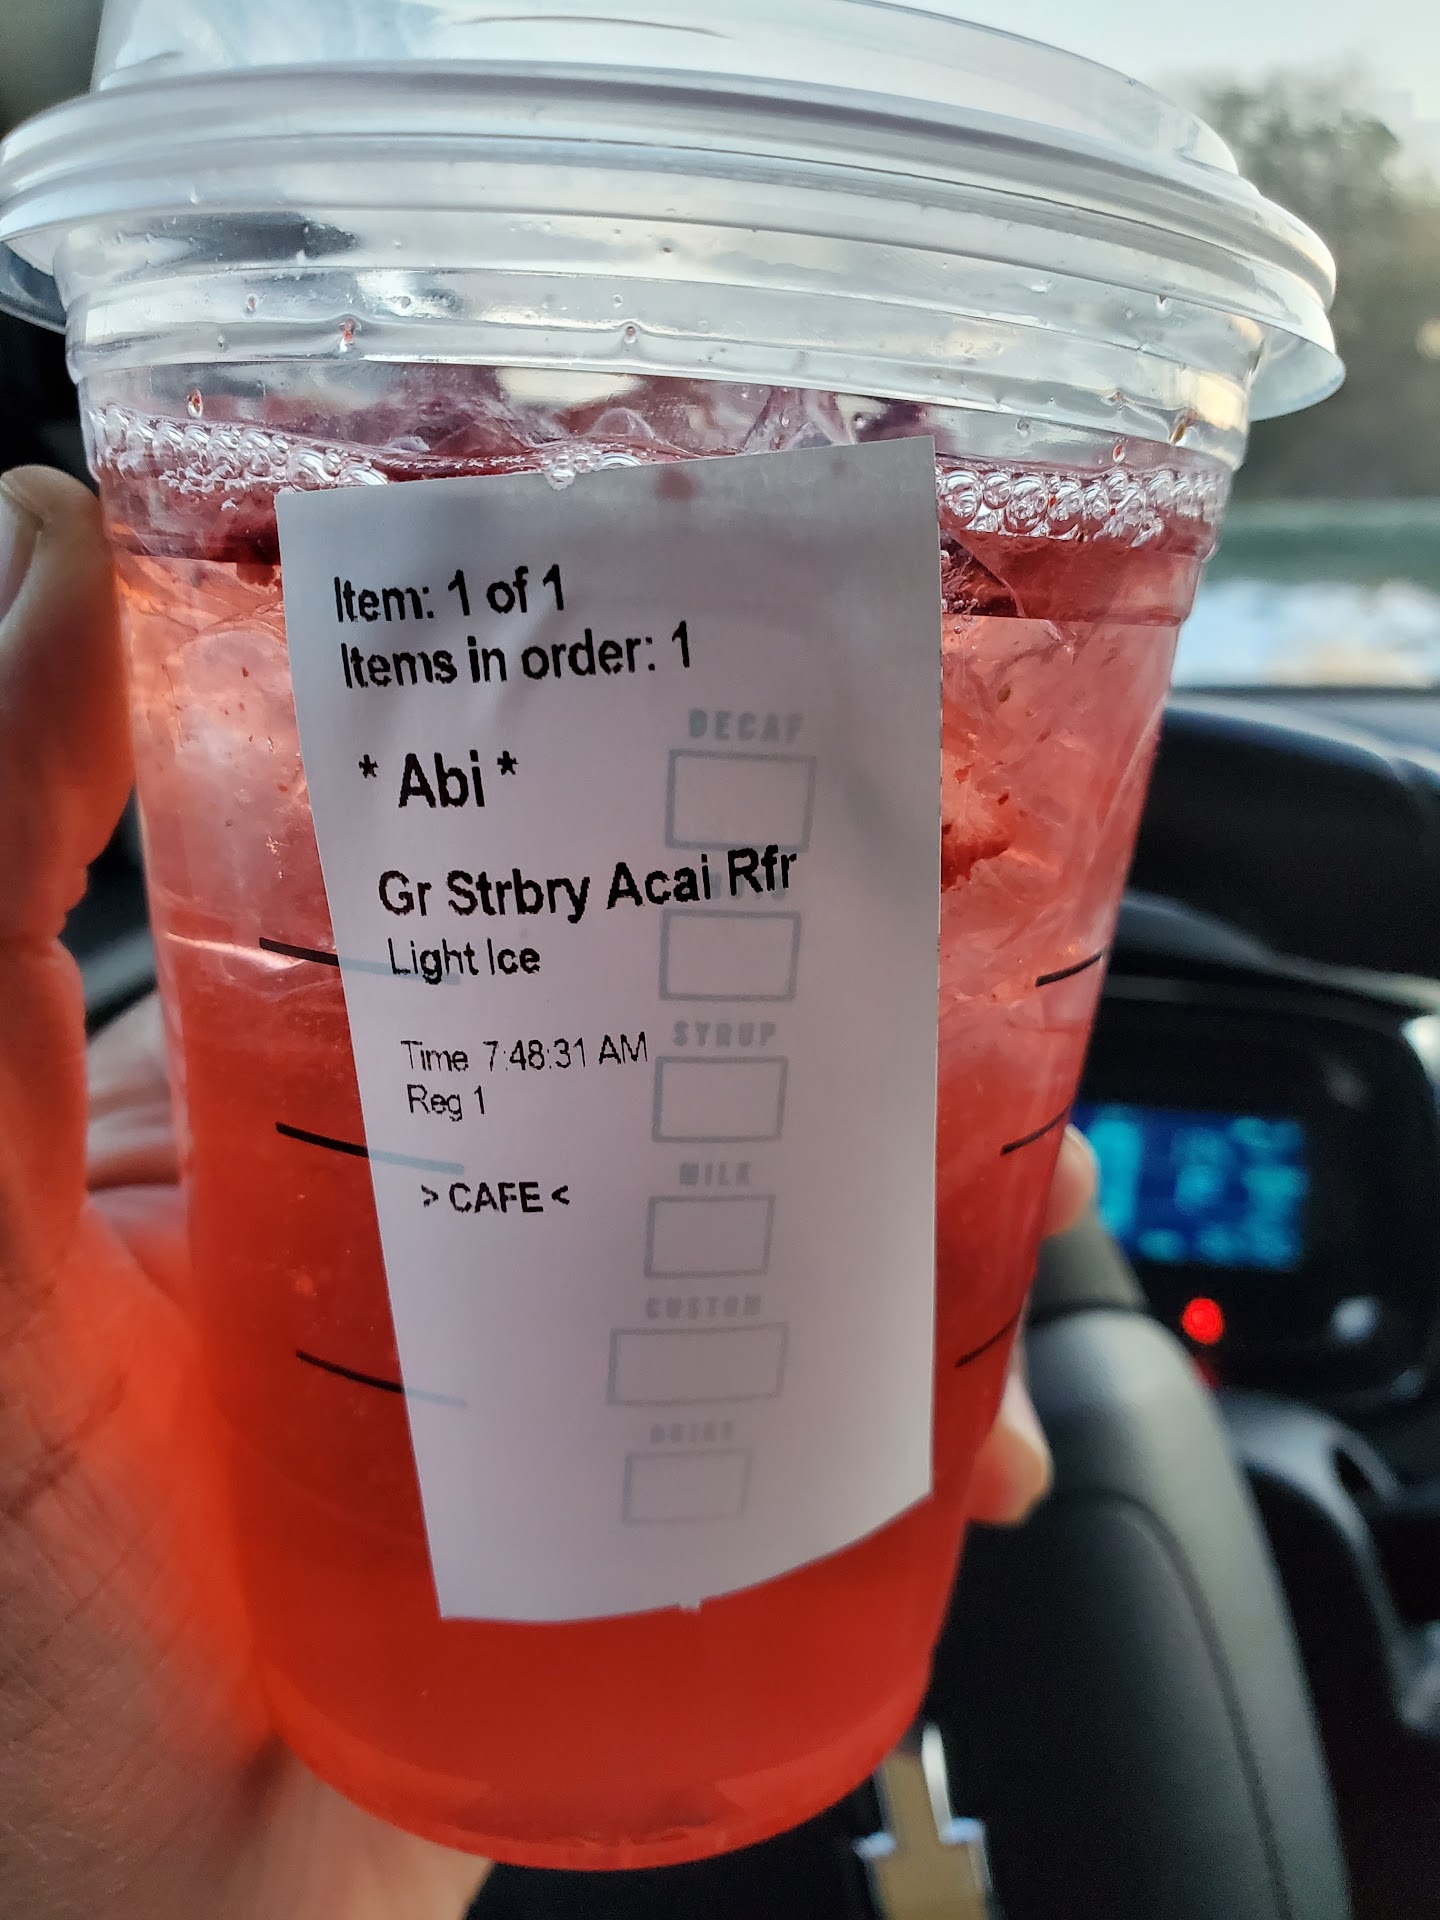 Item: 1 of 1
Items in order: 1
* Abi *
DECAF
Gr Strbry Acai Rfr
Light Ice
SYRUP
Time 7:48:31 AM
Reg 1
MILK
> CAFE <
CUSTOM
DRINK